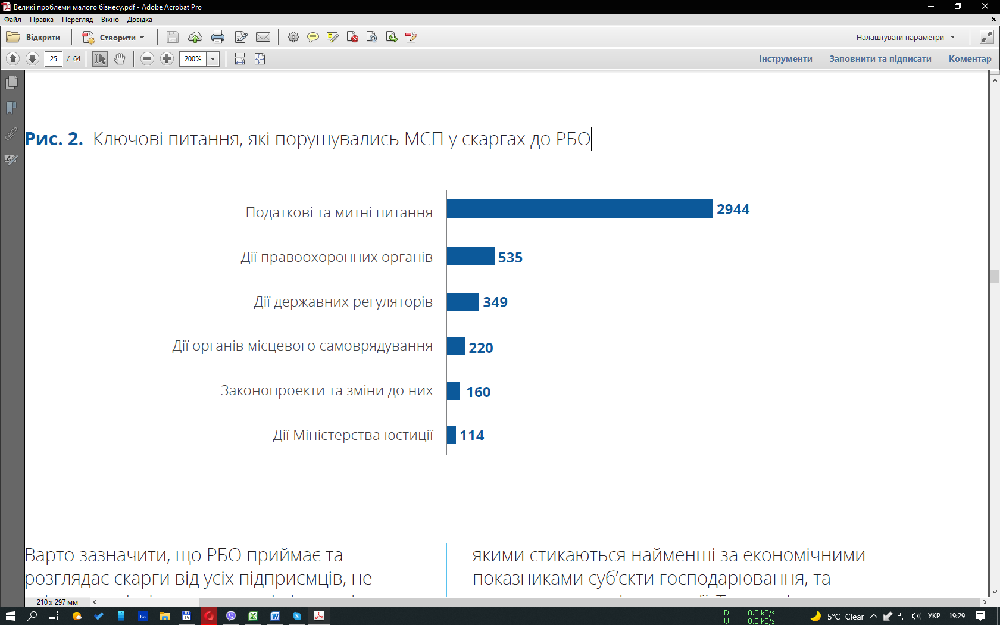 Великі проблеми малого бізнесу.pdf - Adobe Acrobat Pro
Файл Правка Перегляд Вікно Довідка
Відкрити Створити Налаштувати параметри
25 / 64 200% Інструменти Заповнити та підписати Коментар
Рис. 2. Ключові питання, які порушувались МСП у скаргах до РБО
Податкові та митні питання 2944
Дії правоохоронних органів 535
Дії державних регуляторів 349
Дії органів місцевого самоврядування 220
Законопроекти та зміни до них 160
Дії Міністерства юстиції 114
Варто зазначити, що РБО приймає та
розглядає скарги від усіх підприємців, не
якими стикаються найменші за економічними
показниками суб’єкти господарювання, та
210 x 297 мм
D: 0.0 kB/s
U: 0.0 kB/s
5°C Clear УКР 19:29